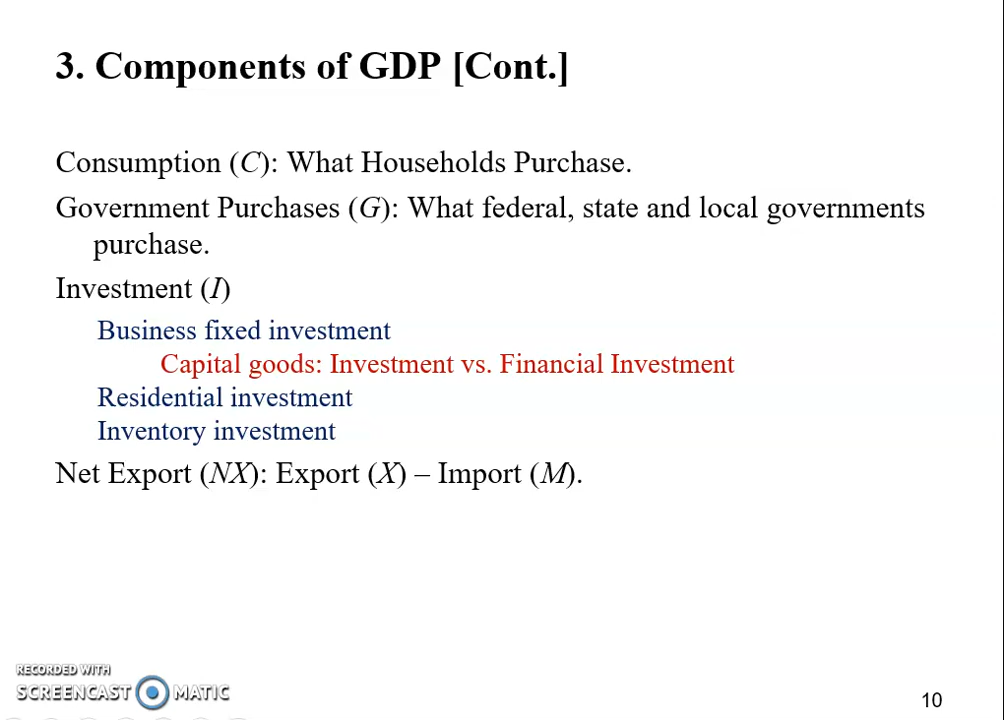 3. Components of GDP [Cont.]
Consumption (C): What Households Purchase.
Government Purchases (G): What federal, state and local governments
purchase.
Investment (I)
Business fixed investment
Capital goods: Investment vs. Financial Investment
Residential investment
Inventory investment
Net Export (NX): Export (X) – Import (M).
RECORDED WITH
SCREENCAST MATIC
10